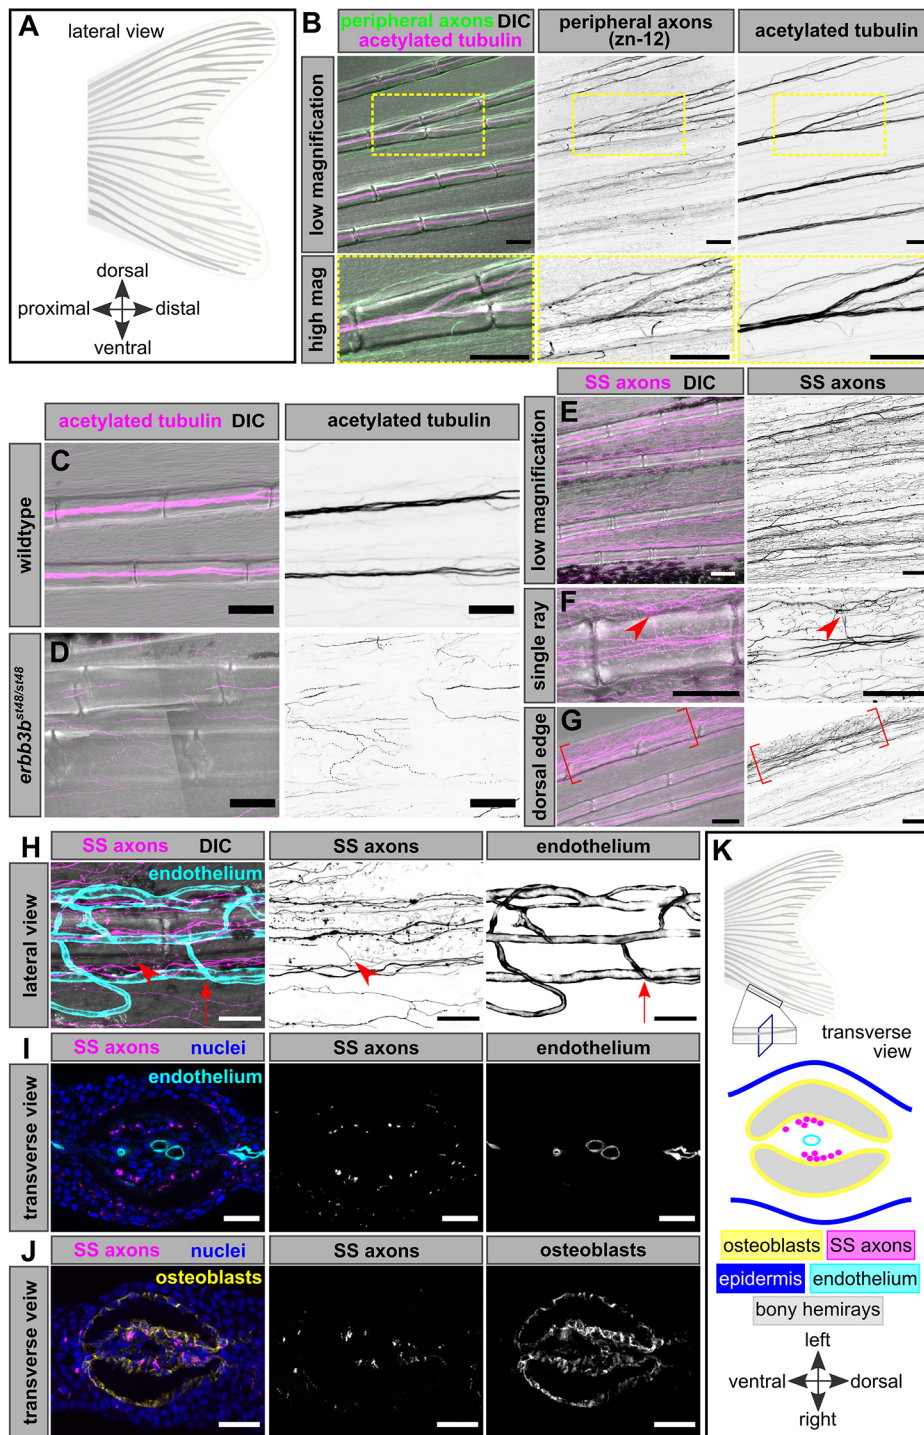 A
lateral view
dorsal
proximal
distal
ventral
B
peripheral axons DIC
acetylated tubulin
peripheral axons
(zn-12)
acetylated tubulin
low magnification
high mag
acetylated tubulin DIC
acetylated tubulin
wildtype
C
erbb3b^st48/st48
D
SS axons DIC
SS axons
low magnification
E
single ray
F
dorsal edge
G
H
SS axons DIC
endothelium
SS axons
endothelium
lateral view
I
SS axons nuclei
endothelium
SS axons
endothelium
transverse view
J
SS axons nuclei
osteoblasts
SS axons
osteoblasts
transverse veiw
K
transverse
view
osteoblasts
SS axons
epidermis
endothelium
bony hemirays
left
ventral
dorsal
right